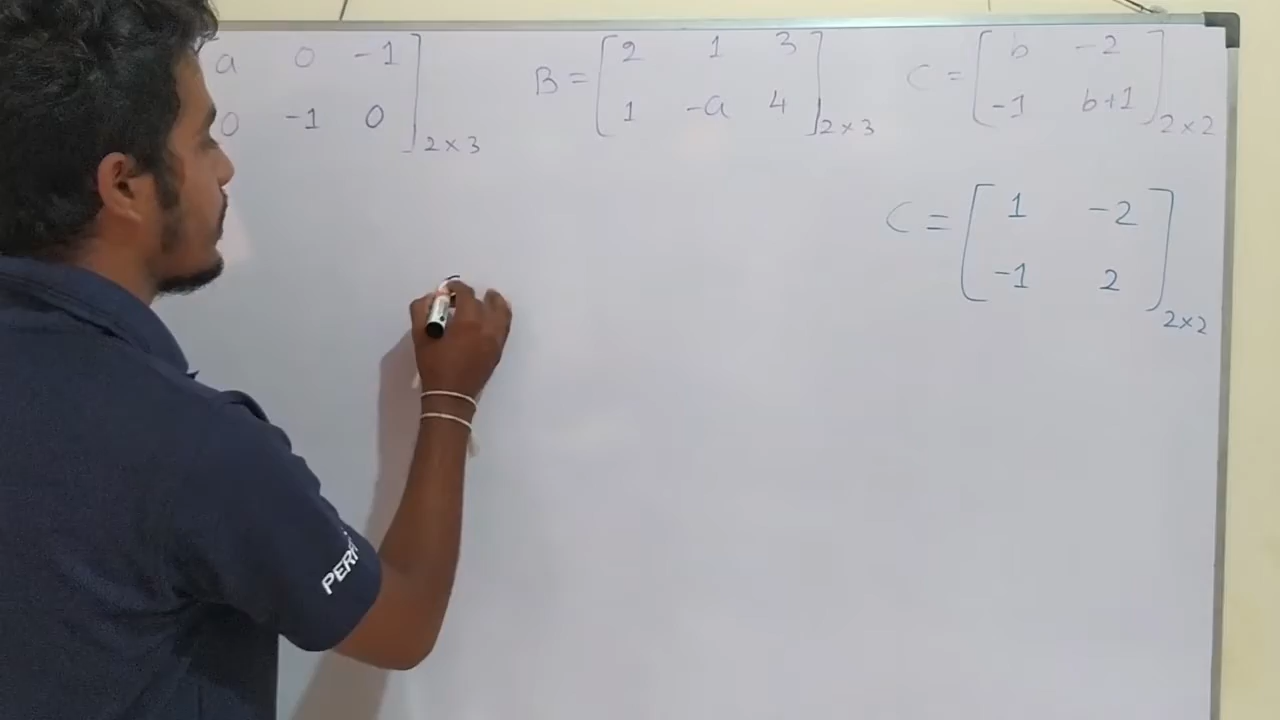 a 0 -1
0 -1 0
2×3
B = [ 2 1 3
1 -a 4 ] 2×3
C = [ b -2
-1 b+1 ] 2×2
C = [ 1 -2
-1 2 ] 2×2
PERA